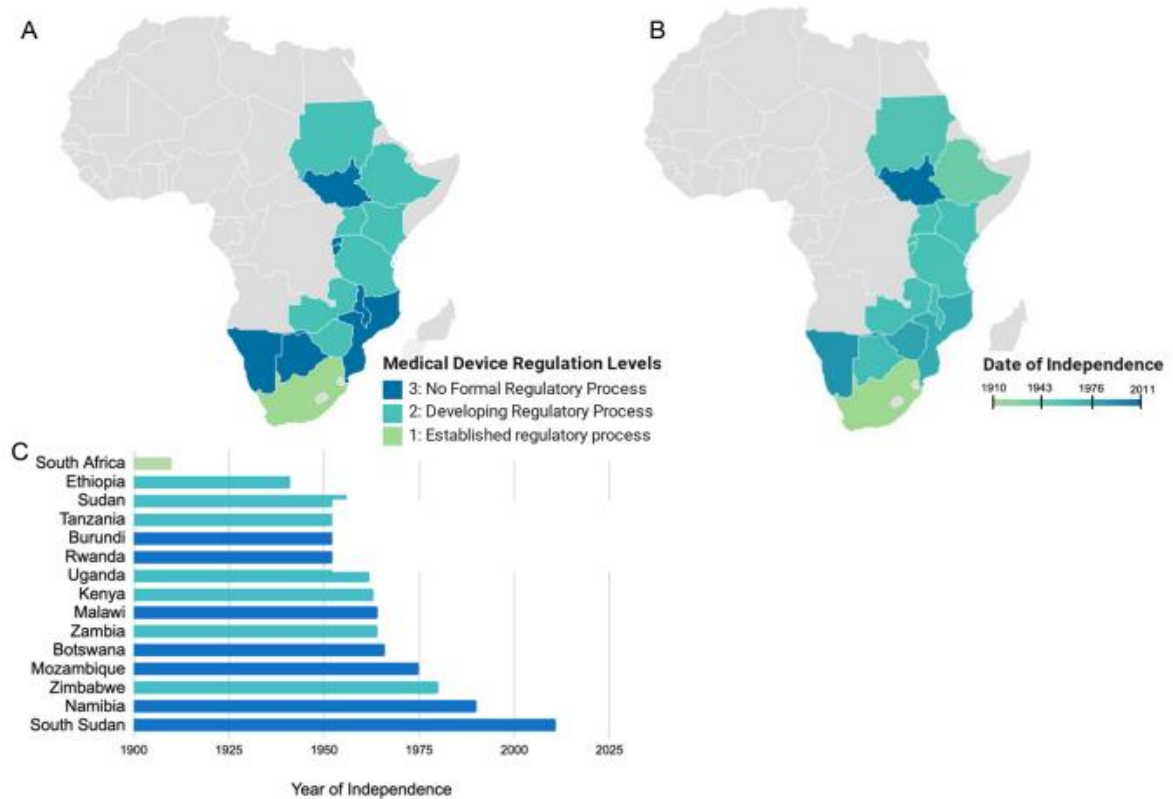 A
B
Medical Device Regulation Levels
3: No Formal Regulatory Process
2: Developing Regulatory Process
1: Established regulatory process
Date of Independence
1910 1943 1976 2011
C
South Africa
Ethiopia
Sudan
Tanzania
Burundi
Rwanda
Uganda
Kenya
Malawi
Zambia
Botswana
Mozambique
Zimbabwe
Namibia
South Sudan
1900 1925 1950 1975 2000 2025
Year of Independence